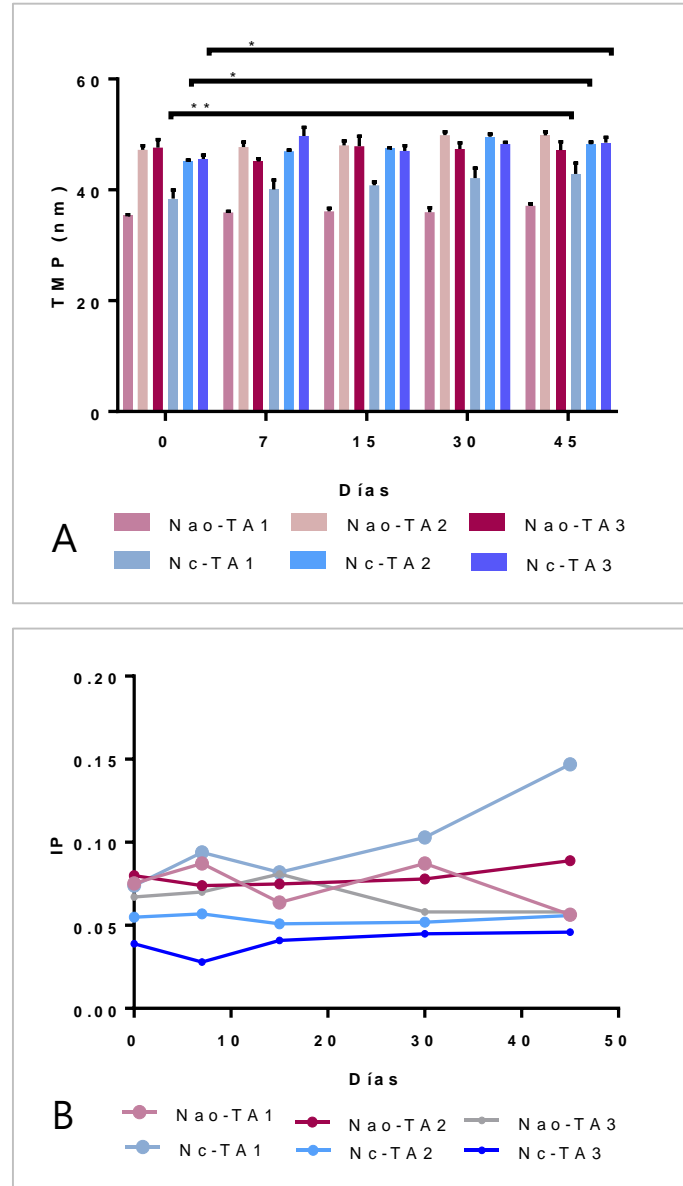 *
*
* *
60
40
20
0
TMP (nm)
0 7 15 30 45
Días
A
Nao-TA1 Nao-TA2 Nao-TA3
Nc-TA1 Nc-TA2 Nc-TA3
0.20
0.15
0.10
0.05
0.00
IP
0 10 20 30 40 50
Días
B
Nao-TA1 Nao-TA2 Nao-TA3
Nc-TA1 Nc-TA2 Nc-TA3